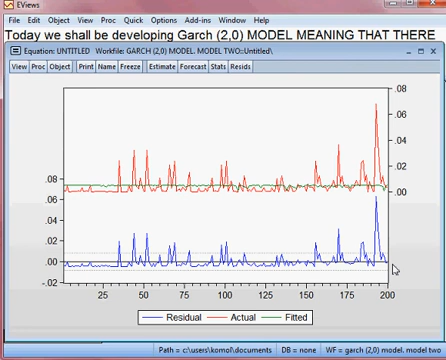 EViews
File Edit Object View Proc Quick Options Add-ins Window Help
Today we shall be developing Garch (2,0) MODEL MEANING THAT THERE
Equation: UNTITLED Workfile: GARCH (2,0) MODEL. MODEL TWO::Untitled\
View Proc Object Print Name Freeze Estimate Forecast Stats Resids
.08
.06
.04
.02
.00
.08
.06
.04
.02
.00
-.02
25 50 75 100 125 150 175 200
Residual Actual Fitted
Path = c:\users\komol\documents DB = none WF = garch (2,0) model. model two